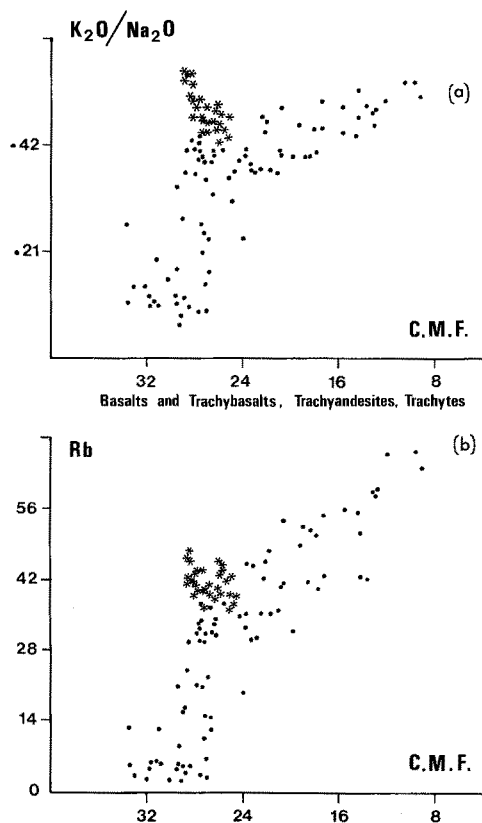 K₂O/Na₂O
(a)
.42
.21
C.M.F.
32 24 16 8
Basalts and Trachybasalts, Trachyandesites, Trachytes
Rb
(b)
56
42
28
14
0
C.M.F.
32 24 16 8